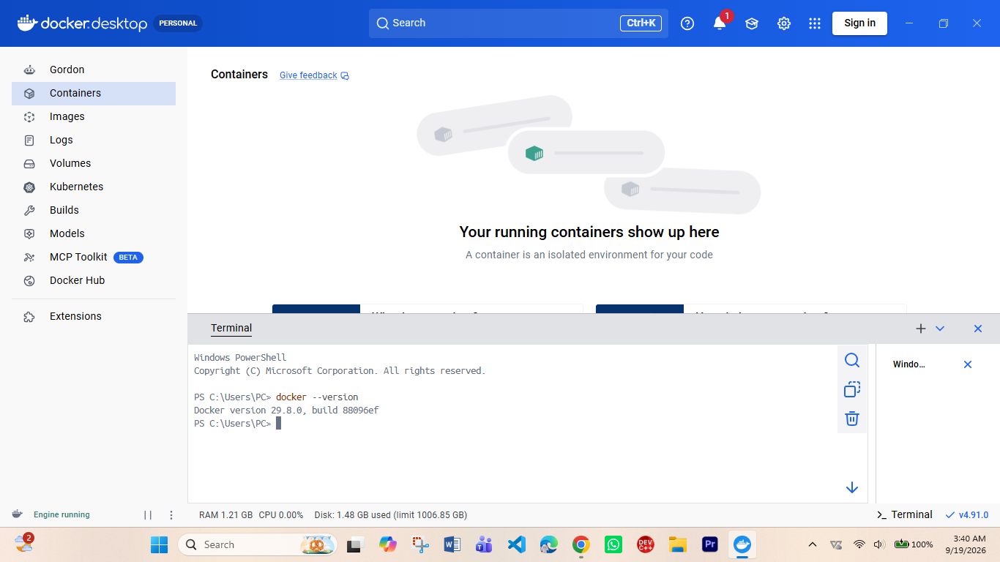 docker.desktop PERSONAL
Search Ctrl+K
1
Sign in
Gordon
Containers
Images
Logs
Volumes
Kubernetes
Builds
Models
MCP Toolkit BETA
Docker Hub
Extensions
Containers Give feedback
Your running containers show up here
A container is an isolated environment for your code
Terminal
Windows PowerShell
Copyright (C) Microsoft Corporation. All rights reserved.
PS C:\Users\PC> docker --version
Docker version 29.8.0, build 88096ef
PS C:\Users\PC>
Windo...
Engine running
RAM 1.21 GB CPU 0.00% Disk: 1.48 GB used (limit 1006.85 GB)
Terminal v4.91.0
2
Search
DEV C++
Pr
100%
3:40 AM
9/19/2026